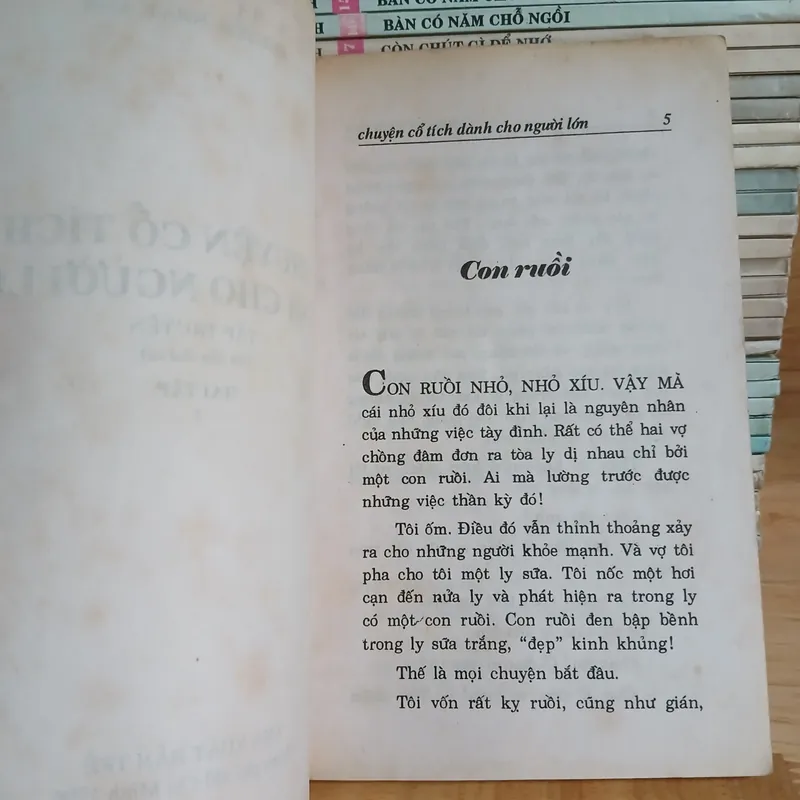 BÀN CÓ NĂM CHỖ NGỒI
CÒN CHÚT GÌ ĐỂ NHỚ
chuyện cổ tích dành cho người lớn 5
Con ruồi
CON RUỒI NHỎ, NHỎ XÍU. VẬY MÀ
cái nhỏ xíu đó đôi khi lại là nguyên nhân
của những việc tày đình. Rất có thể hai vợ
chồng đâm đơn ra tòa ly dị nhau chỉ bởi
một con ruồi. Ai mà lường trước được
những việc thần kỳ đó!
Tôi ốm. Điều đó vẫn thỉnh thoảng xảy
ra cho những người khỏe mạnh. Và vợ tôi
pha cho tôi một ly sữa. Tôi nốc một hơi
cạn đến nửa ly và phát hiện ra trong ly
có một con ruồi. Con ruồi đen bập bềnh
trong ly sữa trắng, “đẹp” kinh khủng!
Thế là mọi chuyện bắt đầu.
Tôi vốn rất kỵ ruồi, cũng như gián,